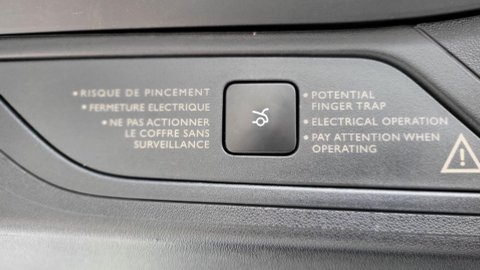 • RISQUE DE PINCEMENT
• FERMETURE ELECTRIQUE
• NE PAS ACTIONNER
LE COFFRE SANS
SURVEILLANCE
• POTENTIAL
FINGER TRAP
• ELECTRICAL OPERATION
• PAY ATTENTION WHEN
OPERATING